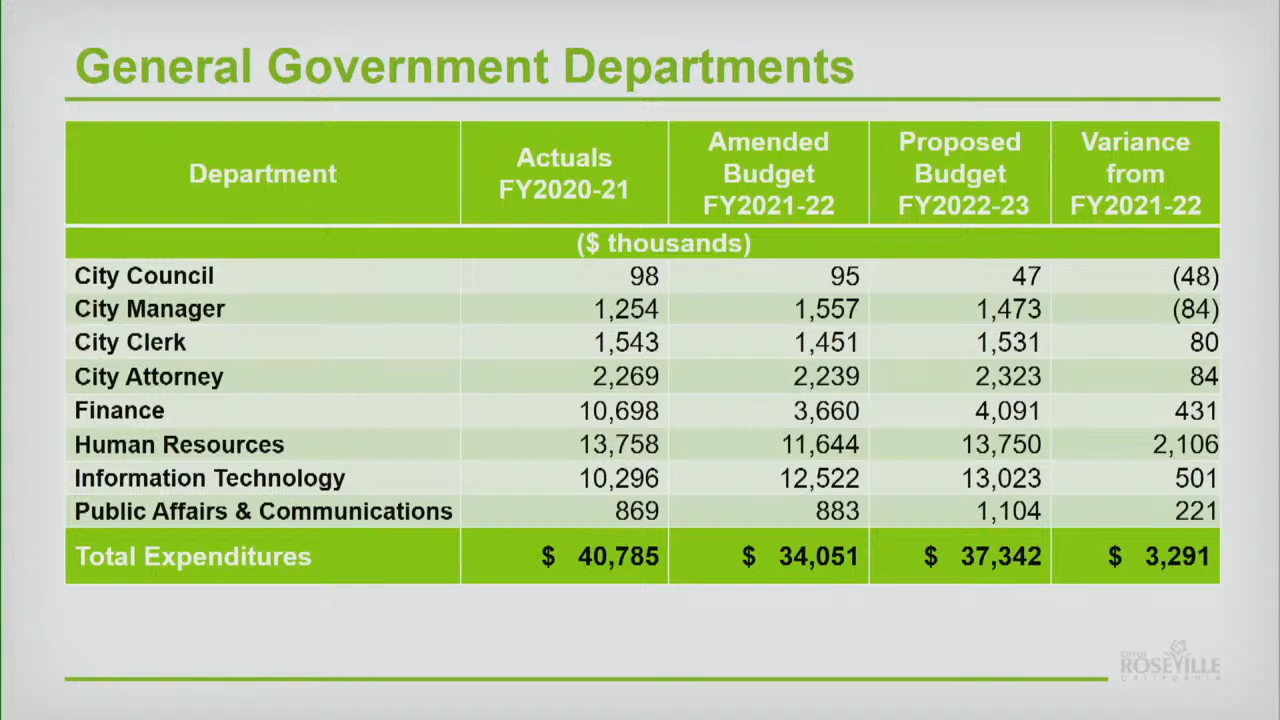 General Government Departments
Department
Actuals
FY2020-21
Amended
Budget
FY2021-22
Proposed
Budget
FY2022-23
Variance
from
FY2021-22
($ thousands)
City Council 98 95 47 (48)
City Manager 1,254 1,557 1,473 (84)
City Clerk 1,543 1,451 1,531 80
City Attorney 2,269 2,239 2,323 84
Finance 10,698 3,660 4,091 431
Human Resources 13,758 11,644 13,750 2,106
Information Technology 10,296 12,522 13,023 501
Public Affairs & Communications 869 883 1,104 221
Total Expenditures $ 40,785 $ 34,051 $ 37,342 $ 3,291
CITY OF
ROSEVILLE
CALIFORNIA